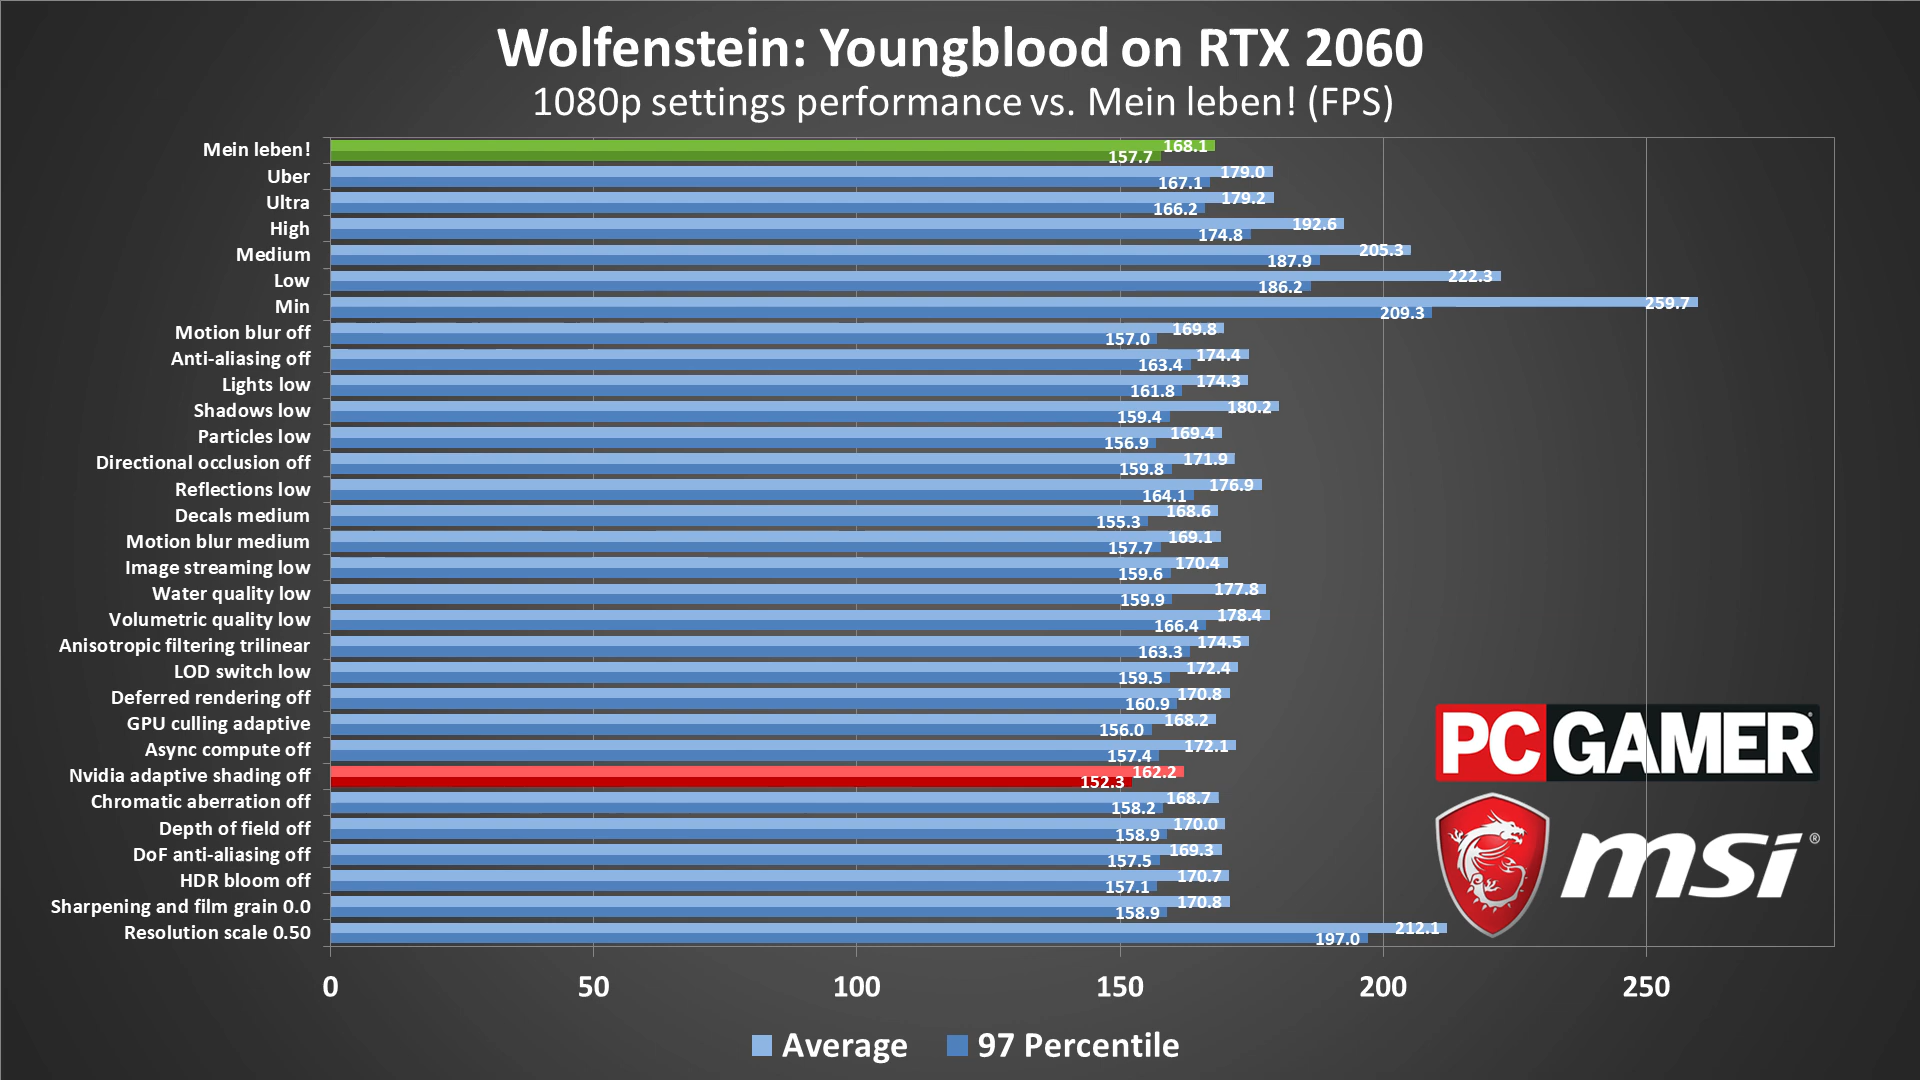 Wolfenstein: Youngblood on RTX 2060
1080p settings performance vs. Mein leben! (FPS)
Mein leben! 168.1 157.7
Uber 179.0 167.1
Ultra 179.2 166.2
High 192.6 174.8
Medium 205.3 187.9
Low 222.3 186.2
Min 259.7 209.3
Motion blur off 169.8 157.0
Anti-aliasing off 174.4 163.4
Lights low 174.3 161.8
Shadows low 180.2 159.4
Particles low 169.4 156.9
Directional occlusion off 171.9 159.8
Reflections low 176.9 164.1
Decals medium 168.6 155.3
Motion blur medium 169.1 157.7
Image streaming low 170.4 159.6
Water quality low 177.8 159.9
Volumetric quality low 178.4 166.4
Anisotropic filtering trilinear 174.5 163.3
LOD switch low 172.4 159.5
Deferred rendering off 170.8 160.9
GPU culling adaptive 168.2 156.0
Async compute off 172.1 157.4
Nvidia adaptive shading off 162.2 152.3
Chromatic aberration off 168.7 158.2
Depth of field off 170.0 158.9
DoF anti-aliasing off 169.3 157.5
HDR bloom off 170.7 157.1
Sharpening and film grain 0.0 170.8 158.9
Resolution scale 0.50 212.1 197.0
PC GAMER
msi®
0 50 100 150 200 250
Average 97 Percentile